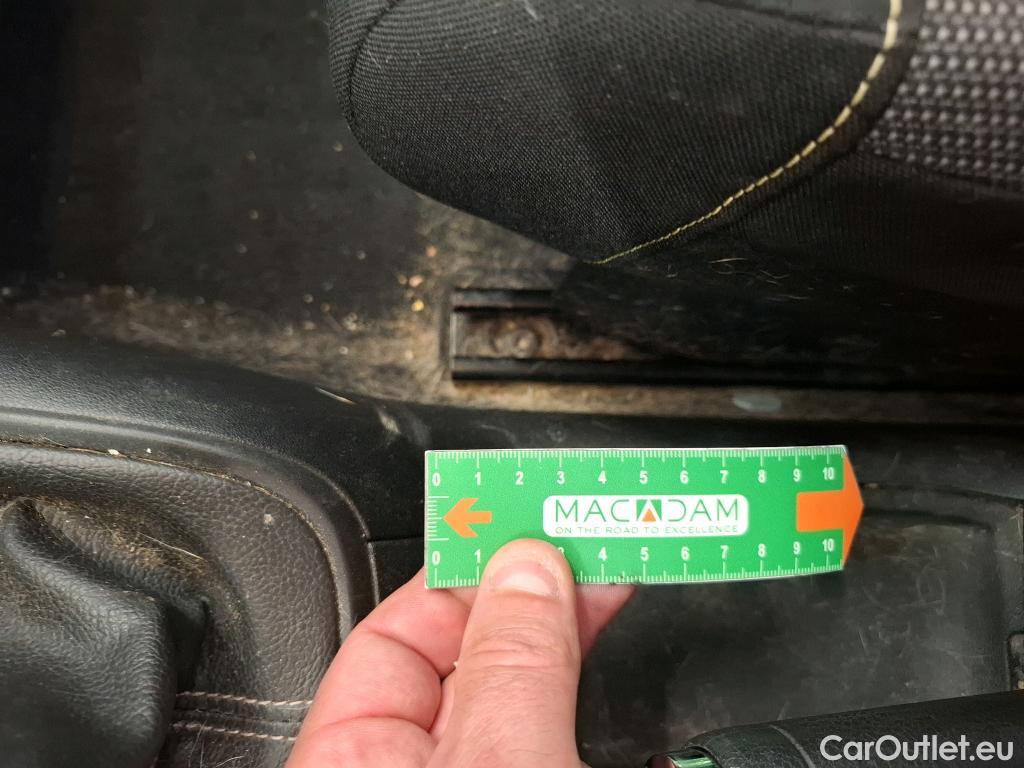 0 1 2 3 4 5 6 7 8 9 10
MACADAM
ON THE ROAD TO EXCELLENCE
0 1 3 4 5 6 7 8 9 10
CarOutlet.eu